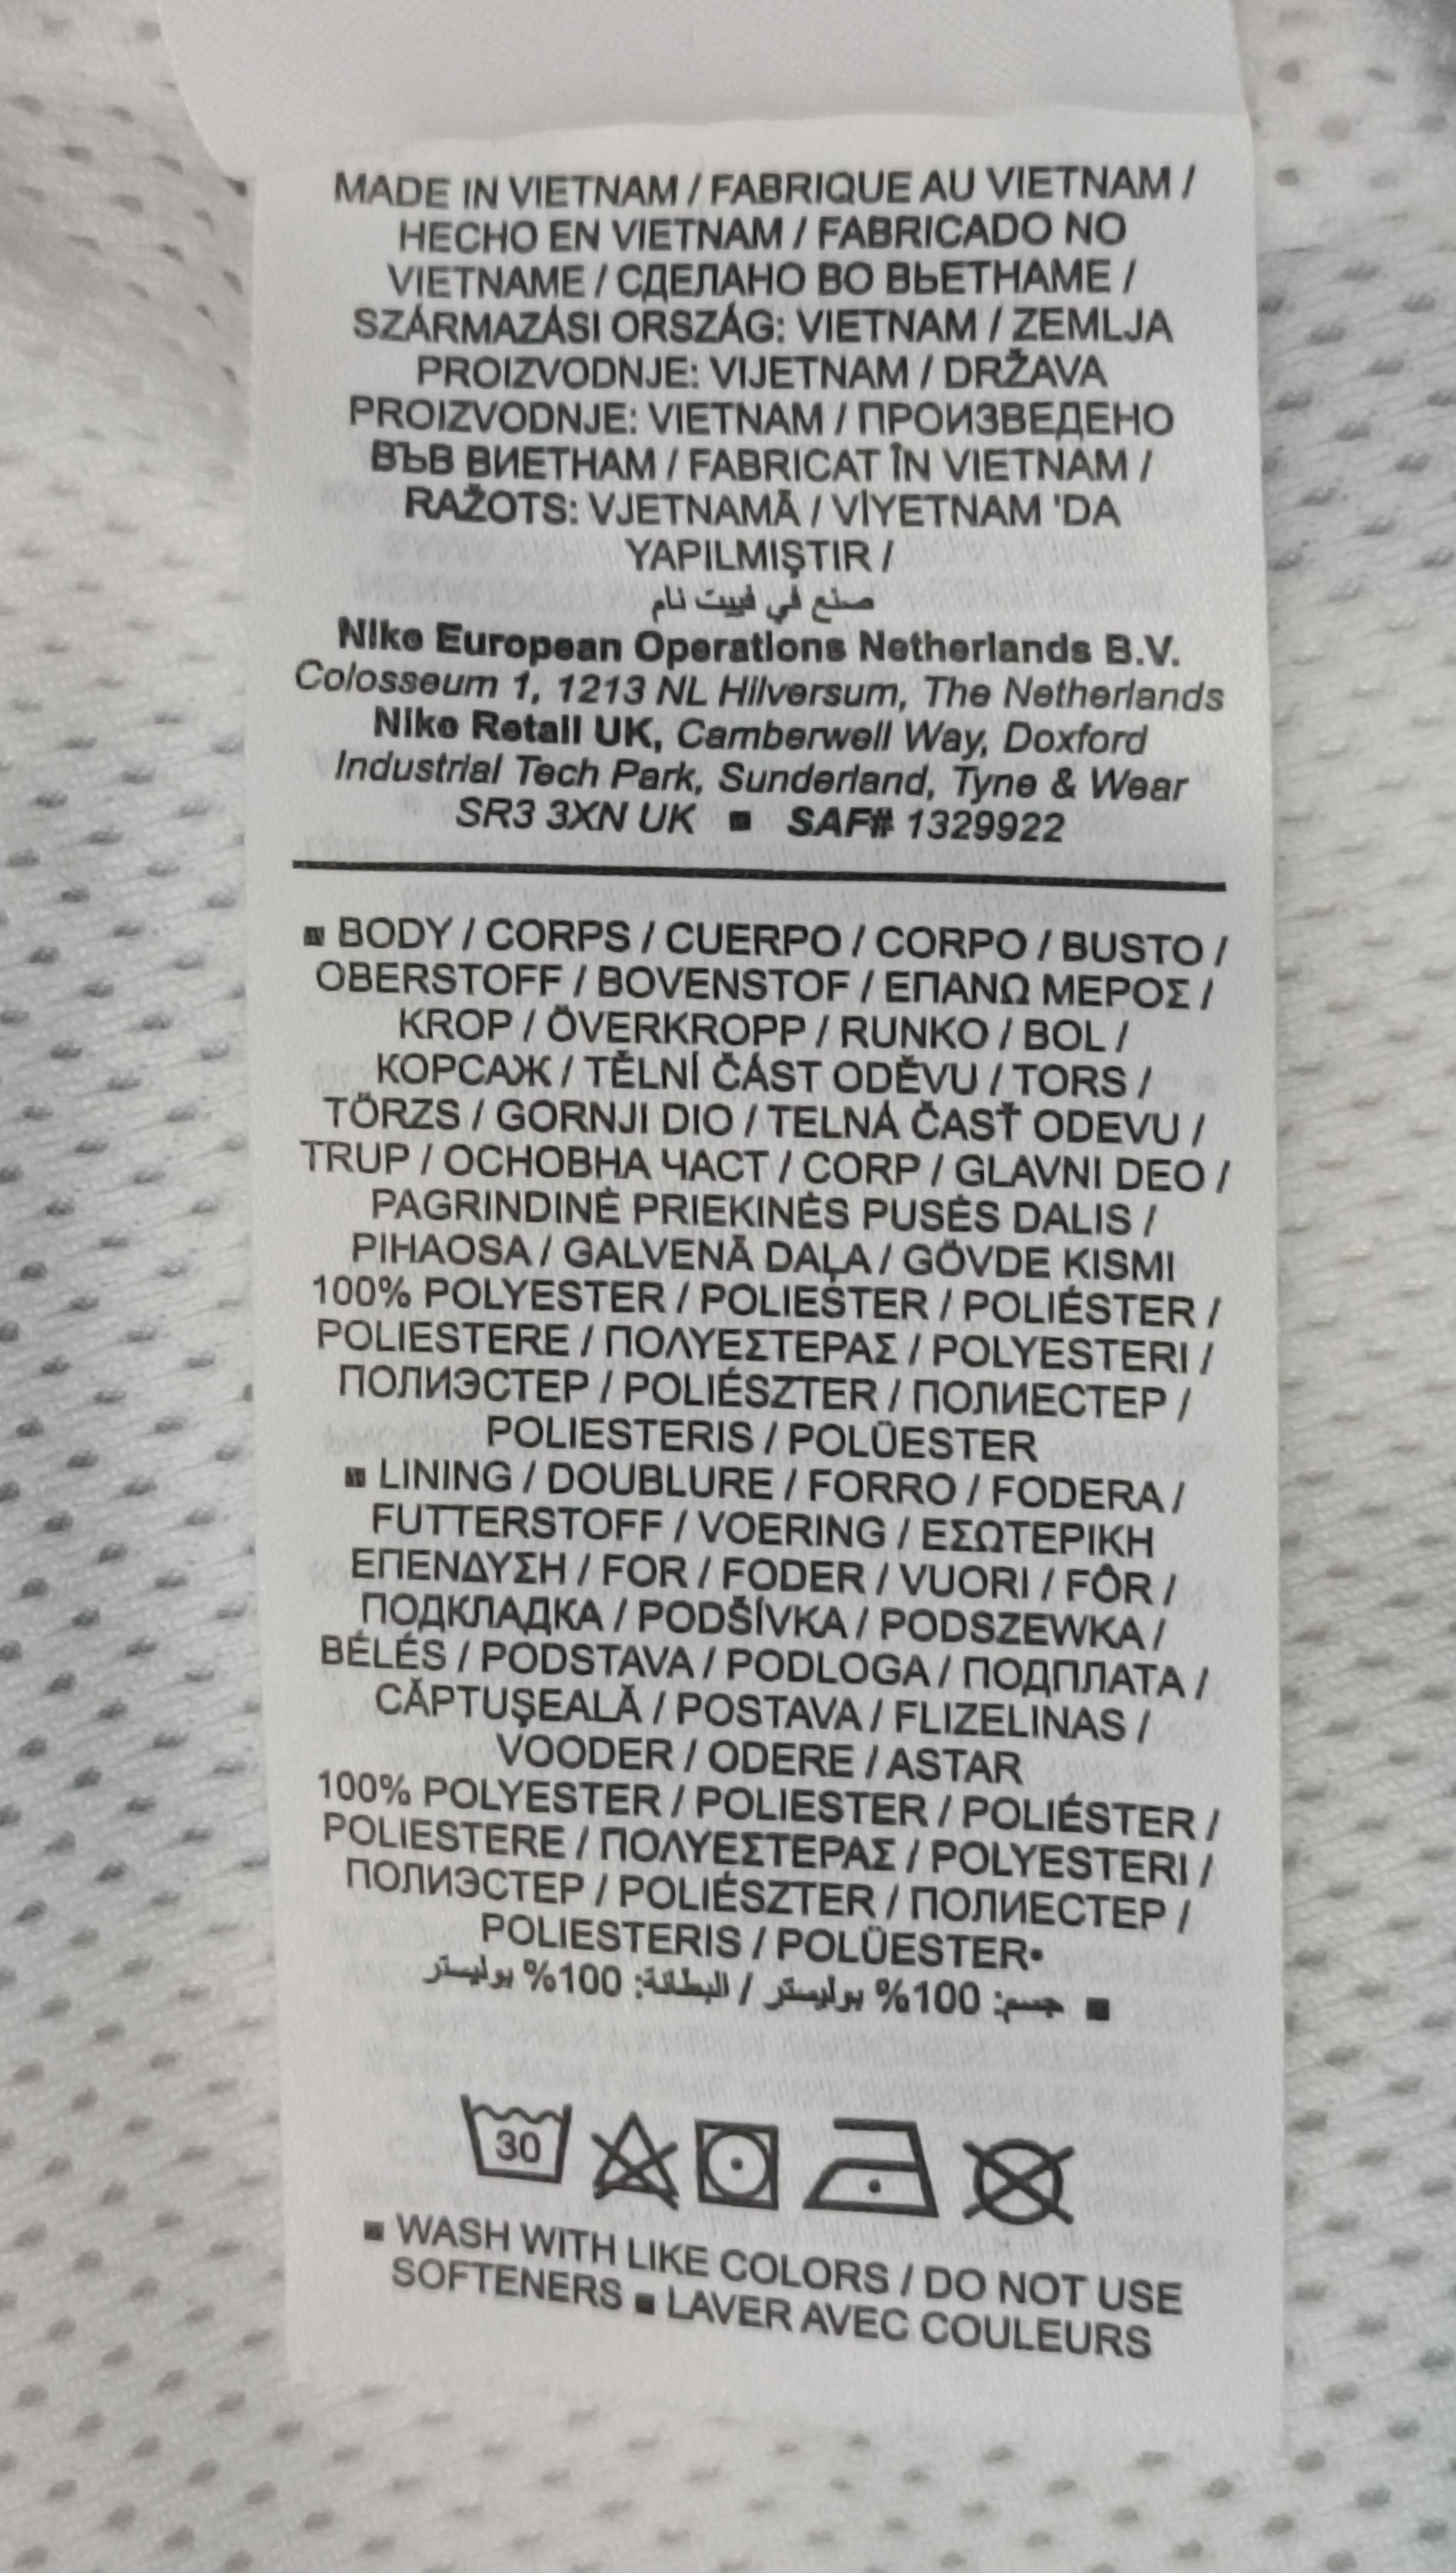 MADE IN VIETNAM / FABRIQUE AU VIETNAM /
HECHO EN VIETNAM / FABRICADO NO
VIETNAME / СДЕЛАНО ВО ВЬЕТНАМЕ /
SZÁRMAZÁSI ORSZÁG: VIETNAM / ZEMLJA
PROIZVODNJE: VIJETNAM / DRŽAVA
PROIZVODNJE: VIETNAM / ПРОИЗВЕДЕНО
ВЪВ ВИЕТНАМ / FABRICAT ÎN VIETNAM /
RAŽOTS: VJETNAMĀ / VİYETNAM 'DA
YAPILMIŞTIR /
صنع في فييت نام
Nike European Operations Netherlands B.V.
Colosseum 1, 1213 NL Hilversum, The Netherlands
Nike Retail UK, Camberwell Way, Doxford
Industrial Tech Park, Sunderland, Tyne & Wear
SR3 3XN UK ■ SAF# 1329922
■ BODY / CORPS / CUERPO / CORPO / BUSTO /
OBERSTOFF / BOVENSTOF / ΕΠΑΝΩ ΜΕΡΟΣ /
KROP / ÖVERKROPP / RUNKO / BOL /
КОРСАЖ / TĚLNÍ ČÁST ODĚVU / TORS /
TÖRZS / GORNJI DIO / TELNÁ ČASŤ ODEVU /
TRUP / ОСНОВНА ЧАСТ / CORP / GLAVNI DEO /
PAGRINDINĖ PRIEKINĖS PUSĖS DALIS /
PIHAOSA / GALVENĀ DAĻA / GÖVDE KISMI
100% POLYESTER / POLIESTER / POLIÉSTER /
POLIESTERE / ΠΟΛΥΕΣΤΕΡΑΣ / POLYESTERI /
ПОЛИЭСТЕР / POLIÉSZTER / ПОЛИЕСТЕР /
POLIESTERIS / POLÜESTER
■ LINING / DOUBLURE / FORRO / FODERA /
FUTTERSTOFF / VOERING / ΕΣΩΤΕΡΙΚΗ
ΕΠΕΝΔΥΣΗ / FOR / FODER / VUORI / FÔR /
ПОДКЛАДКА / PODŠÍVKA / PODSZEWKA /
BÉLÉS / PODSTAVA / PODLOGA / ПОДПЛАТА /
CĂPTUŞEALĂ / POSTAVA / FLIZELINAS /
VOODER / ODERE / ASTAR
100% POLYESTER / POLIESTER / POLIÉSTER /
POLIESTERE / ΠΟΛΥΕΣΤΕΡΑΣ / POLYESTERI /
ПОЛИЭСТЕР / POLIÉSZTER / ПОЛИЕСТЕР /
POLIESTERIS / POLÜESTER•
■ جسم: 100% بوليستر / البطانة: 100% بوليستر
30
■ WASH WITH LIKE COLORS / DO NOT USE
SOFTENERS ■ LAVER AVEC COULEURS